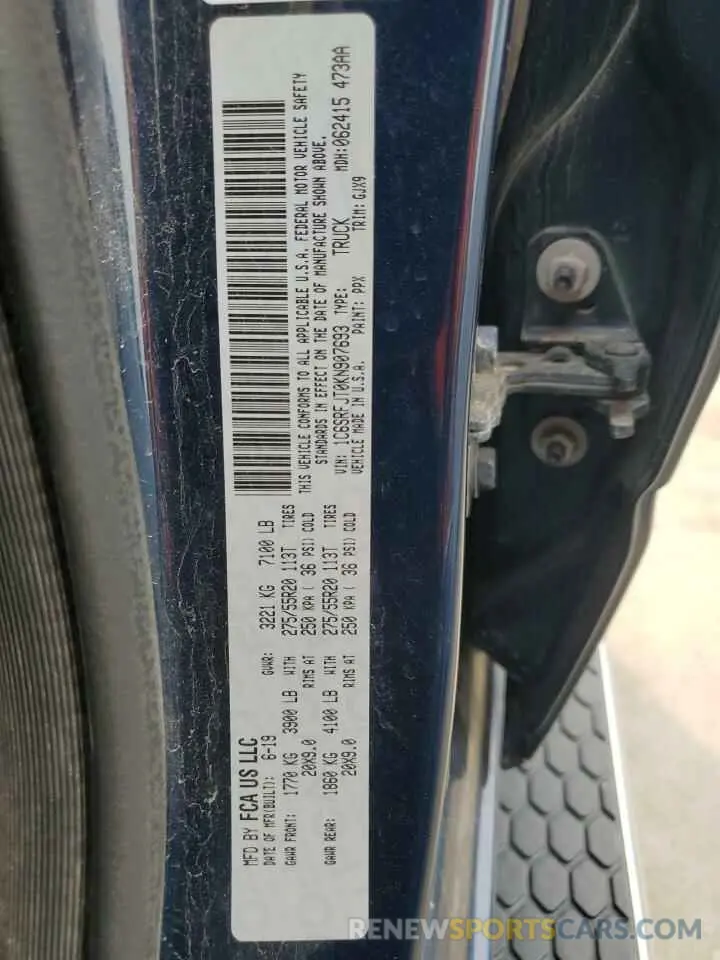 MFD BY FCA US LLC
DATE OF MFR(BUILT): 6-19 GVWR: 3221 KG 7100 LB
GAWR FRONT: 1770 KG 3900 LB WITH 275/55R20 113T TIRES
20X9.0 RIMS AT 250 KPA ( 36 PSI) COLD
GAWR REAR: 1860 KG 4100 LB WITH 275/55R20 113T TIRES
20X9.0 RIMS AT 250 KPA ( 36 PSI) COLD
THIS VEHICLE CONFORMS TO ALL APPLICABLE U.S.A. FEDERAL MOTOR VEHICLE SAFETY
STANDARDS IN EFFECT ON THE DATE OF MANUFACTURE SHOWN ABOVE.
VIN: 1C6SRFJT0KN907693 TYPE: TRUCK MDH:062415 473AA
VEHICLE MADE IN U.S.A. PAINT: PPX TRIM: GJX9
RENEWSPORTSCARS.COM